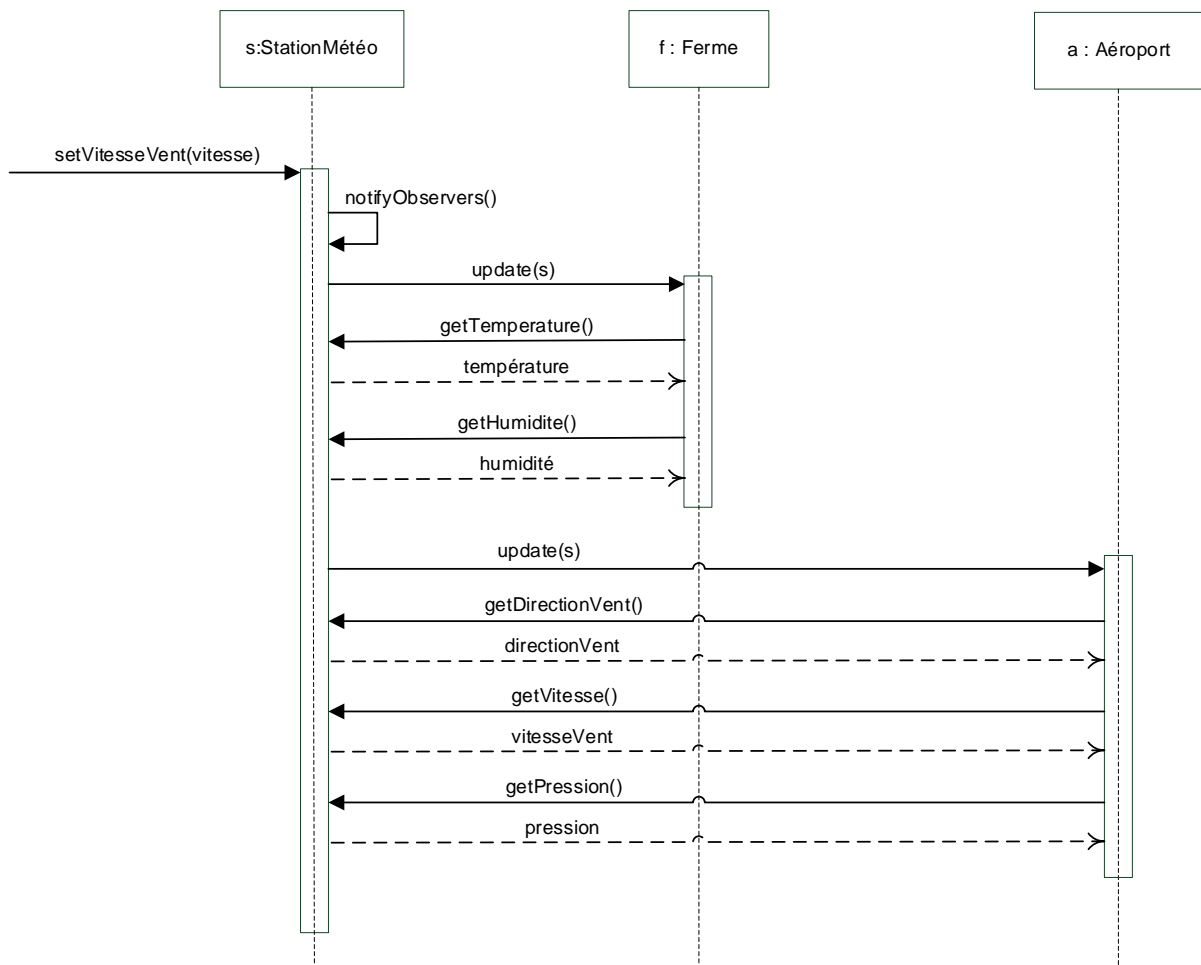 s:StationMétéo
f : Ferme
a : Aéroport
setVitesseVent(vitesse)
notifyObservers()
update(s)
getTemperature()
température
getHumidite()
humidité
update(s)
getDirectionVent()
directionVent
getVitesse()
vitesseVent
getPression()
pression